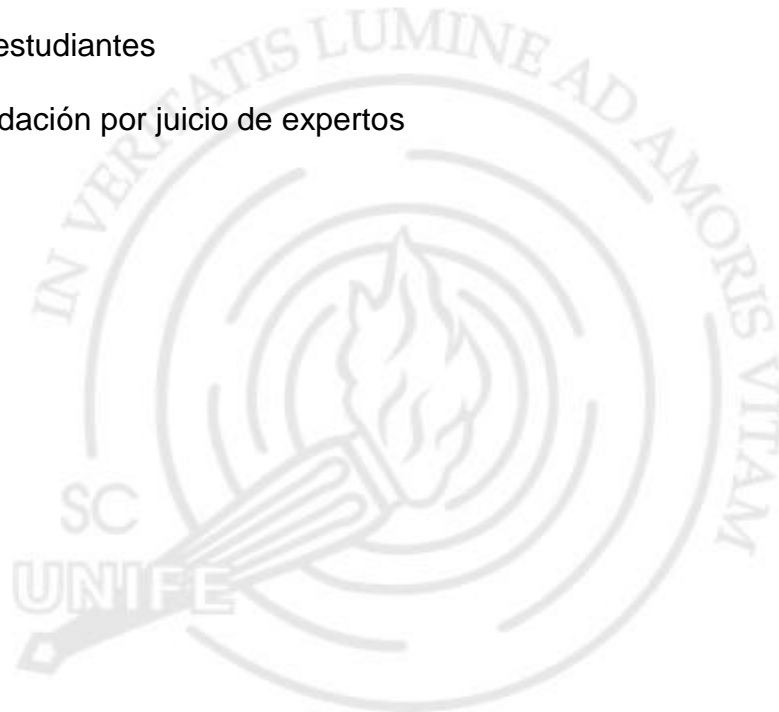 estudiantes
dación por juicio de expertos
IN VERITATIS LUMINE AD AMORIS VITAM
SC
UNIFE